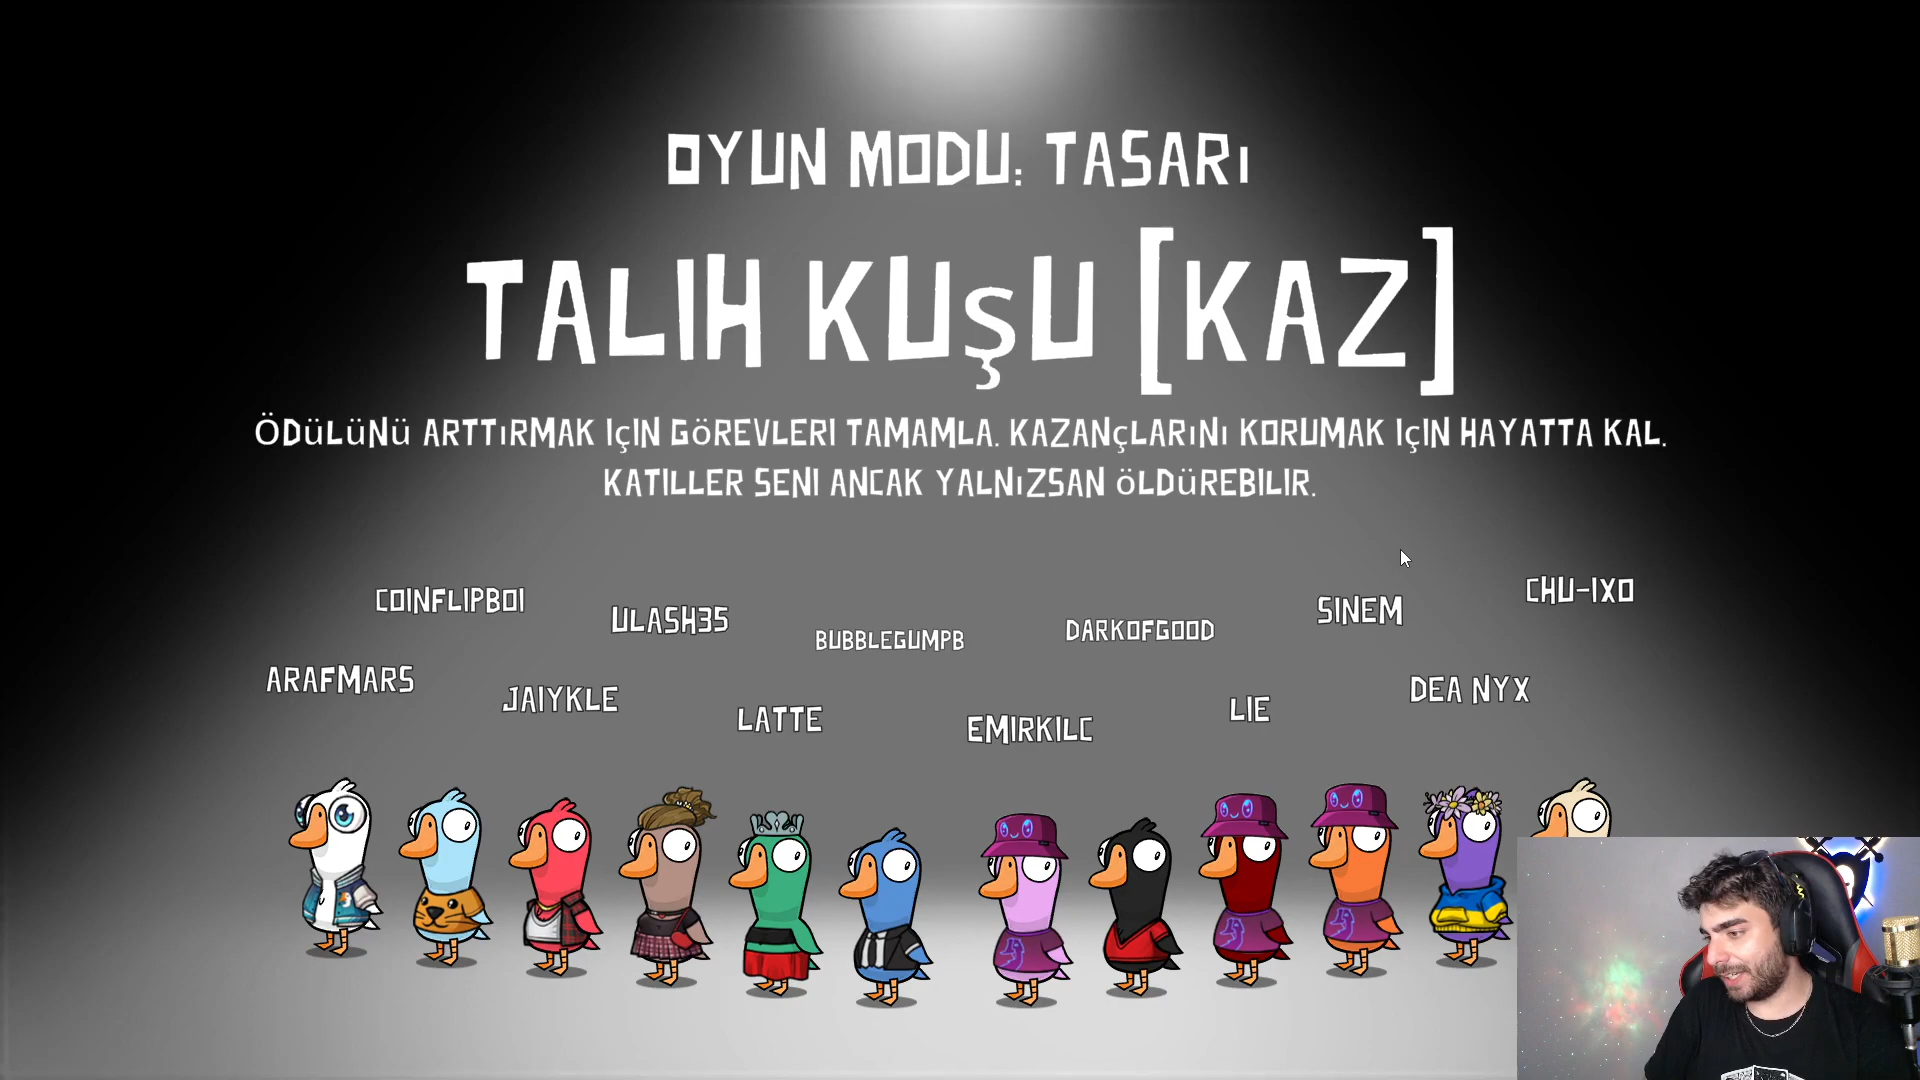 OYUN MODU: TASARI
TALIH KUŞU [KAZ]
ÖDÜLÜNÜ ARTTIRMAK IÇIN GÖREVLERI TAMAMLA. KAZANÇLARINI KORUMAK IÇIN HAYATTA KAL.
KATILLER SENI ANCAK YALNIZSAN ÖLDÜREBILIR.
COINFLIPBOI
ULASH35
BUBBLEGUMPB
DARKOFGOOD
SINEM
CHU-IXO
ARAFMARS
JAIYKLE
LATTE
EMIRKILC
LIE
DEA NYX